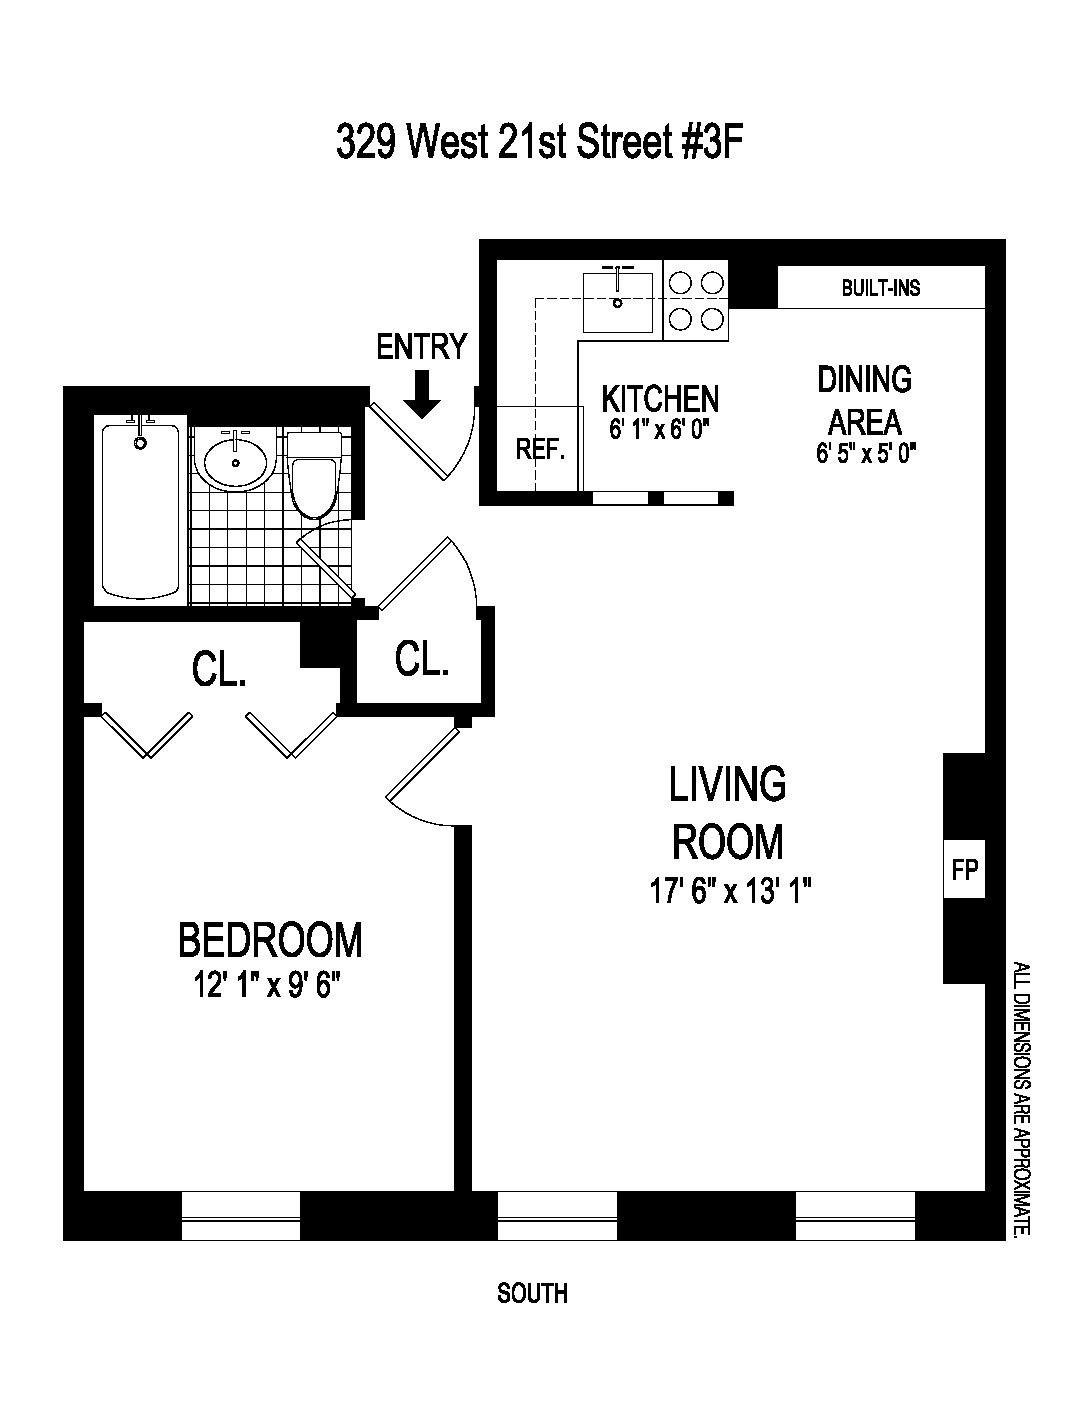 329 West 21st Street #3F
BUILT-INS
ENTRY
KITCHEN
6' 1" x 6' 0"
DINING
AREA
6' 5" x 5' 0"
REF.
CL.
CL.
LIVING
ROOM
17' 6" x 13' 1"
FP
BEDROOM
12' 1" x 9' 6"
ALL DIMENSIONS ARE APPROXIMATE.
SOUTH